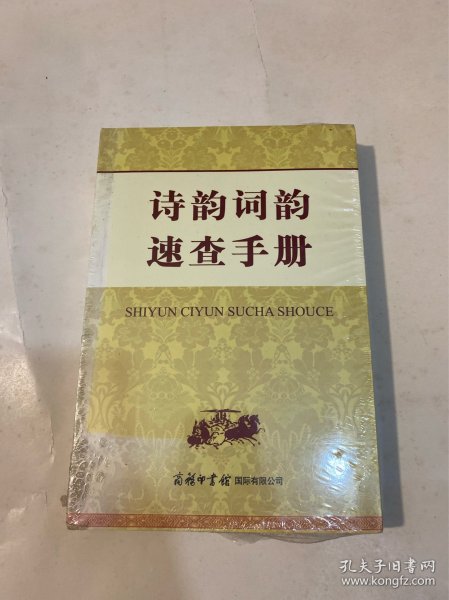 诗韵词韵
速查手册
SHIYUN CIYUN SUCHA SHOUCE
商务印书馆 国际有限公司
孔夫子旧书网
www.kongfz.com